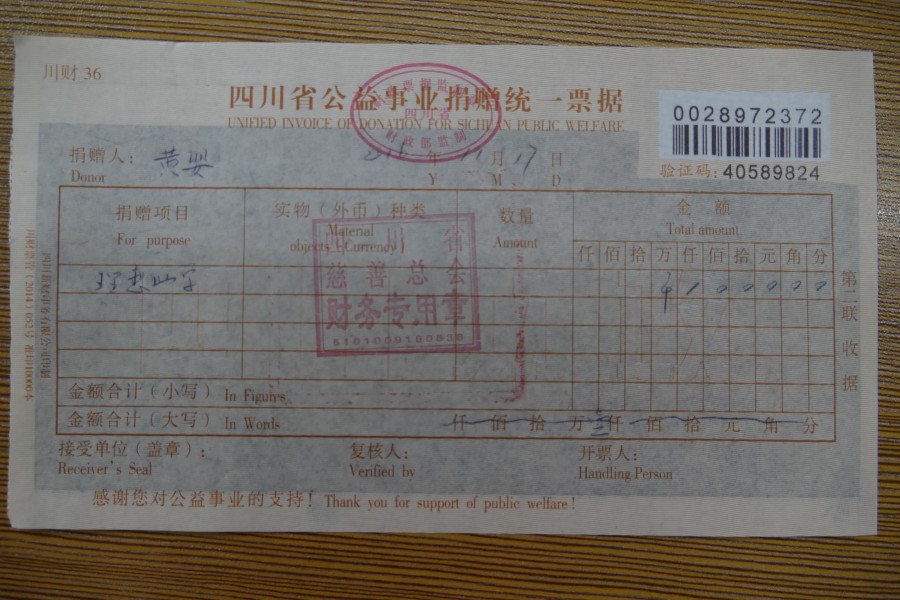 川财 36
四川省公益事业捐赠统一票据
UNIFIED INVOICE OF DONATION FOR SICHUAN PUBLIC WELFARE
0028972372
验证码: 40589824
捐赠人: 黄婴
Donor
年 11 月 17 日
Y M D
捐赠项目 实物（外币）种类 数量 金额
For purpose Material objects (Currency) Amount Total amount
仟 佰 拾 万 仟 佰 拾 元 角 分
四川省
慈善总会
财务专用章
金额合计（小写） In Figures
金额合计（大写） In Words 仟 佰 拾 万 仟 佰 拾 元 角 分
接受单位（盖章）: 复核人: 开票人:
Receiver's Seal Verified by Handling Person
感谢您对公益事业的支持! Thank you for support of public welfare!
第二联 收据